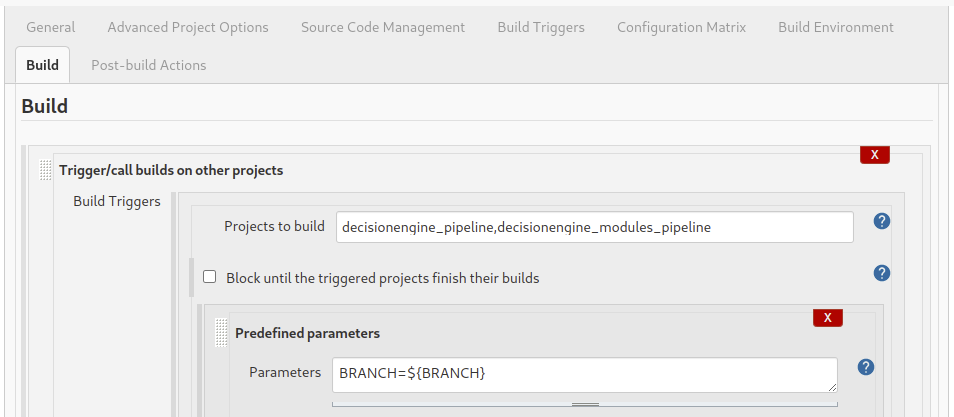 General Advanced Project Options Source Code Management Build Triggers Configuration Matrix Build Environment
Build Post-build Actions
Build
X
Trigger/call builds on other projects
Build Triggers
Projects to build decisionengine_pipeline,decisionengine_modules_pipeline ?
Block until the triggered projects finish their builds ?
X
Predefined parameters
Parameters BRANCH=${BRANCH} ?